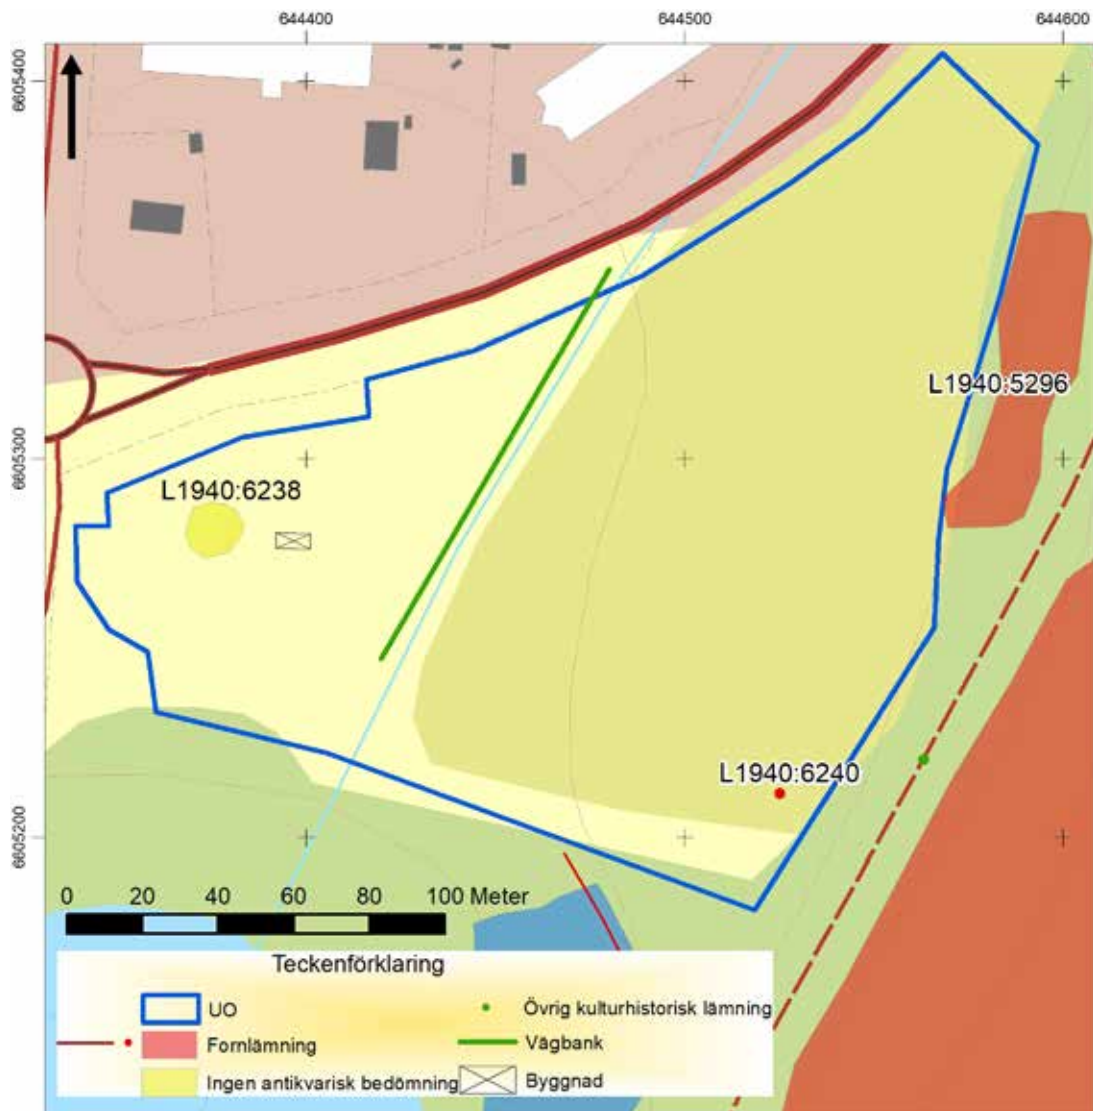 644400
644500
644600
6605400
6605300
6605200
L1940:5296
L1940:6238
L1940:6240
0 20 40 60 80 100 Meter
Teckenförklaring
UO
Fornlämning
Ingen antikvarisk bedömning
Övrig kulturhistorisk lämning
Vägbank
Byggnad